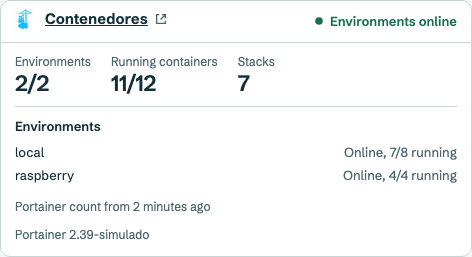 Contenedores
Environments online
Environments Running containers Stacks
2/2 11/12 7
Environments
local Online, 7/8 running
raspberry Online, 4/4 running
Portainer count from 2 minutes ago
Portainer 2.39-simulado